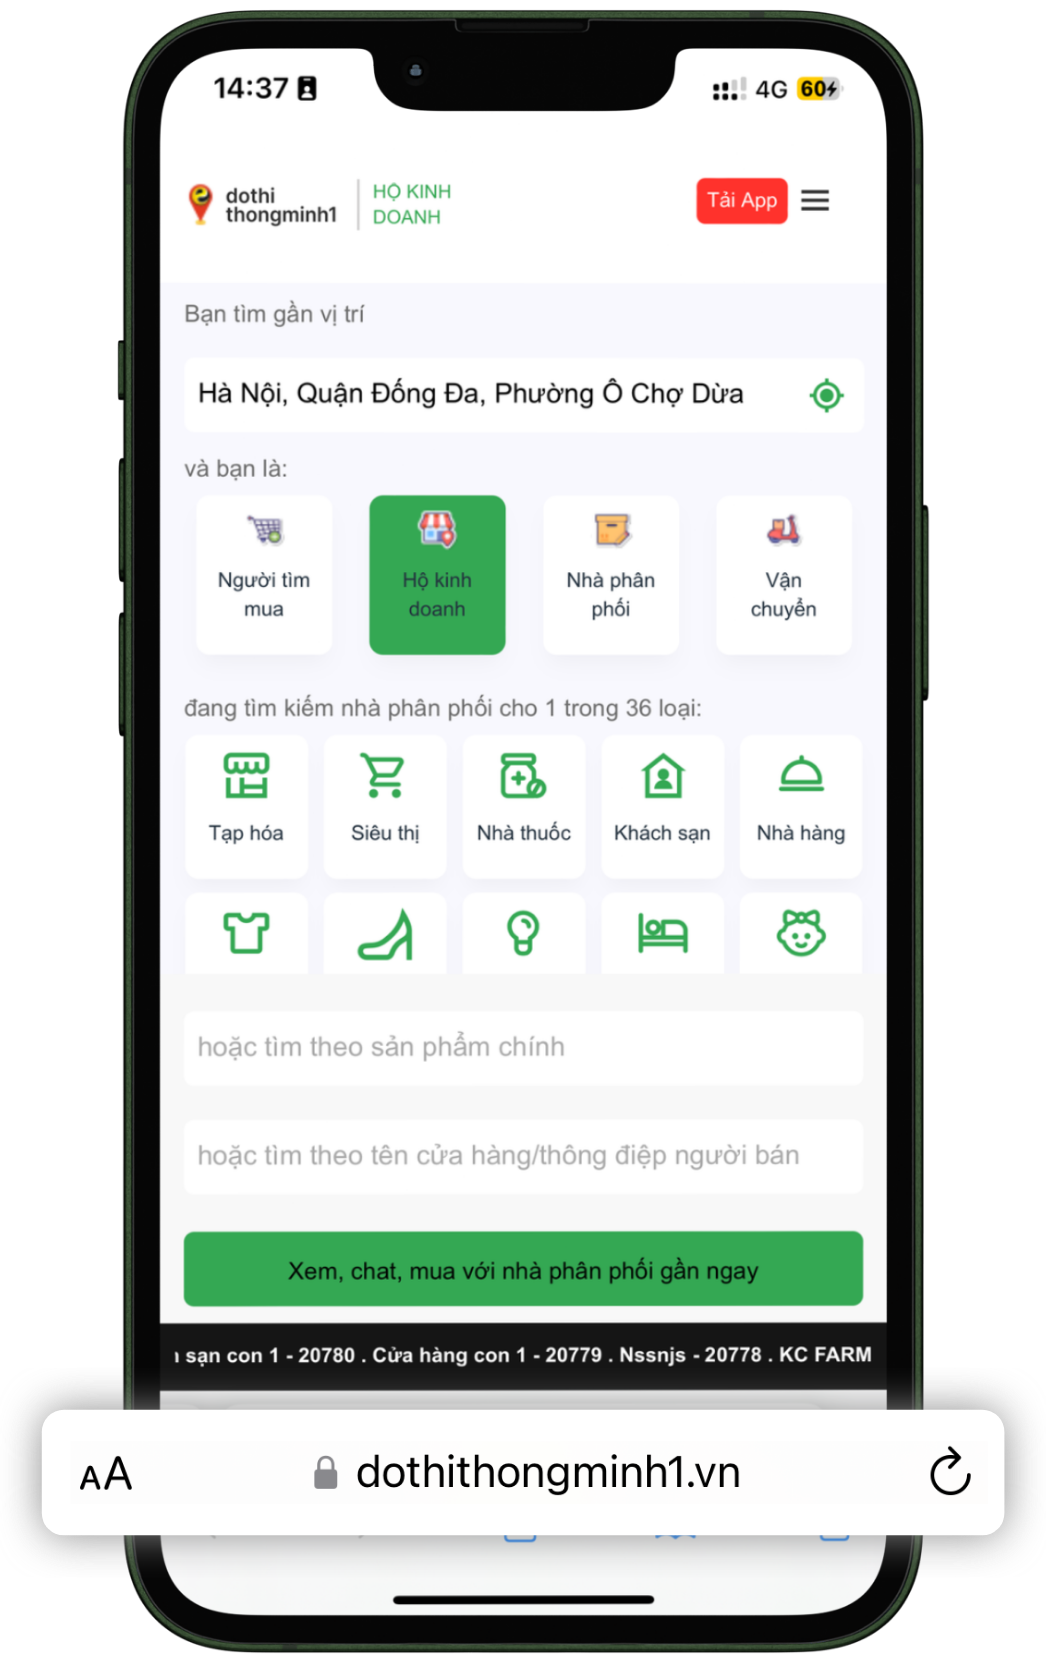 14:37
4G 60
dothi
thongminh1
HỘ KINH
DOANH
Tải App
Bạn tìm gần vị trí
Hà Nội, Quận Đống Đa, Phường Ô Chợ Dừa
và bạn là:
Người tìm
mua
Hộ kinh
doanh
Nhà phân
phối
Vận
chuyển
đang tìm kiếm nhà phân phối cho 1 trong 36 loại:
Tạp hóa
Siêu thị
Nhà thuốc
Khách sạn
Nhà hàng
hoặc tìm theo sản phẩm chính
hoặc tìm theo tên cửa hàng/thông điệp người bán
Xem, chat, mua với nhà phân phối gần ngay
sạn con 1 - 20780 . Cửa hàng con 1 - 20779 . Nssnjs - 20778 . KC FARM
AA dothithongminh1.vn